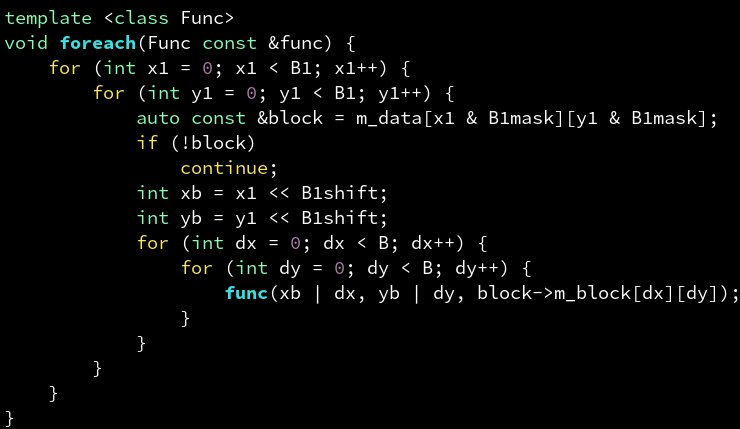 template <class Func>
void foreach(Func const &func) {
    for (int x1 = 0; x1 < B1; x1++) {
        for (int y1 = 0; y1 < B1; y1++) {
            auto const &block = m_data[x1 & B1mask][y1 & B1mask];
            if (!block)
                continue;
            int xb = x1 << B1shift;
            int yb = y1 << B1shift;
            for (int dx = 0; dx < B; dx++) {
                for (int dy = 0; dy < B; dy++) {
                    func(xb | dx, yb | dy, block->m_block[dx][dy]);
                }
            }
        }
    }
}